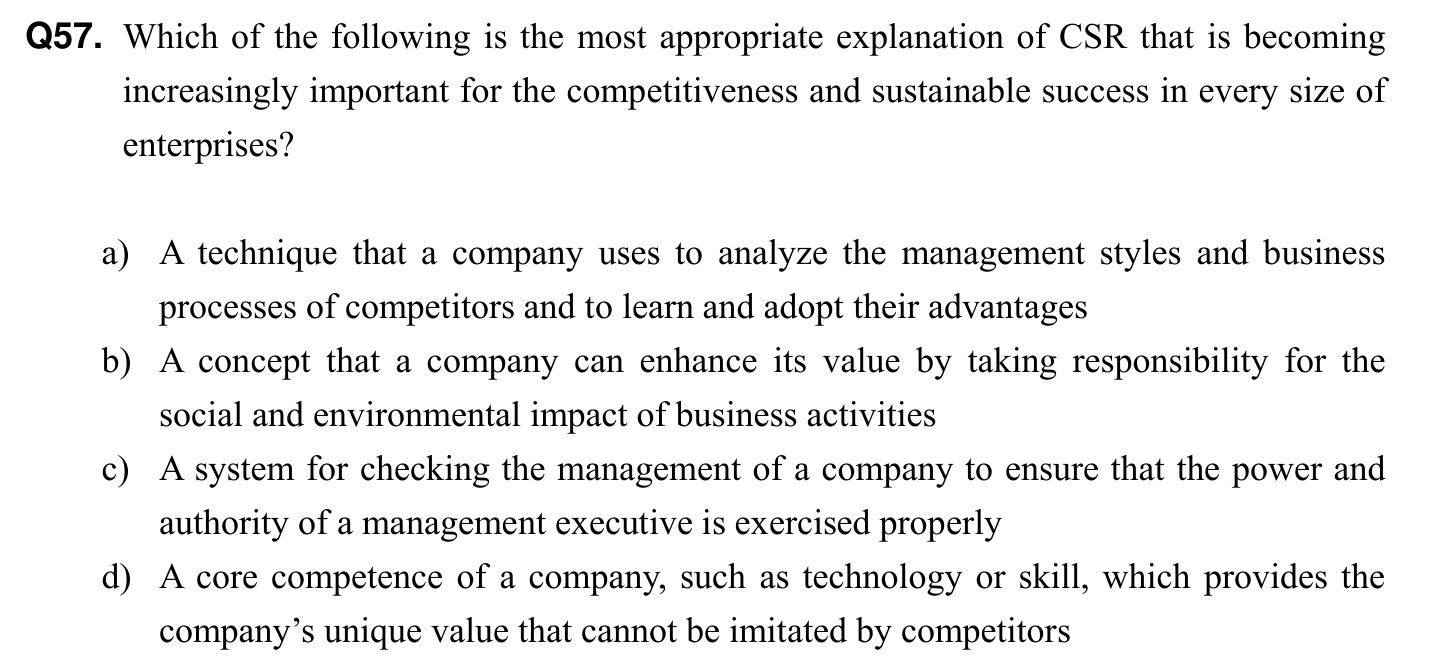 Q57. Which of the following is the most appropriate explanation of CSR that is becoming
increasingly important for the competitiveness and sustainable success in every size of
enterprises?
a) A technique that a company uses to analyze the management styles and business
processes of competitors and to learn and adopt their advantages
b) A concept that a company can enhance its value by taking responsibility for the
social and environmental impact of business activities
c) A system for checking the management of a company to ensure that the power and
authority of a management executive is exercised properly
d) A core competence of a company, such as technology or skill, which provides the
company’s unique value that cannot be imitated by competitors